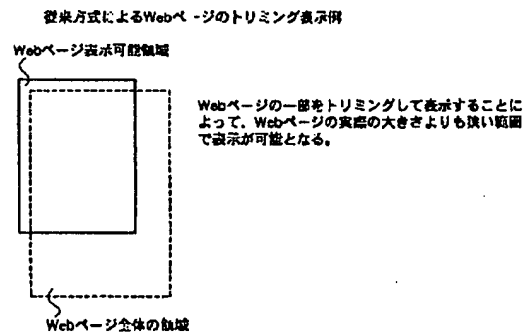 従来方式によるWebページのトリミング表示例
Webページ表示可能領域
Webページの一部をトリミングして表示することに
よって、Webページの実際の大きさよりも狭い範囲
で表示が可能となる。
Webページ全体の領域